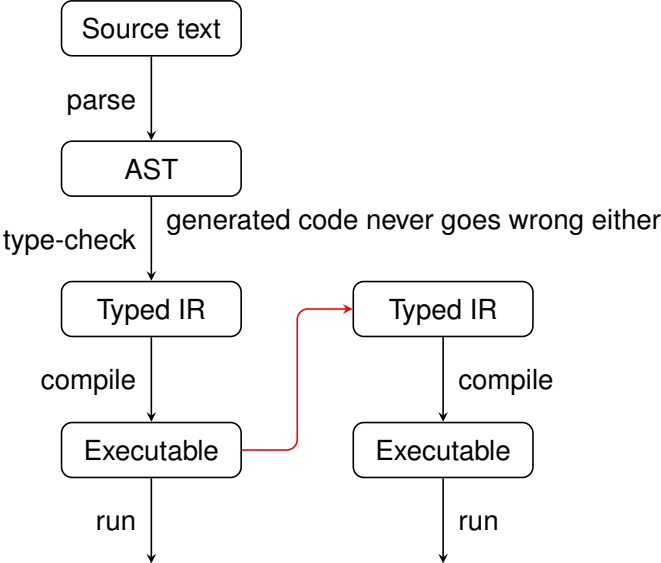 Source text
parse
AST
generated code never goes wrong either
type-check
Typed IR
Typed IR
compile
compile
Executable
Executable
run
run